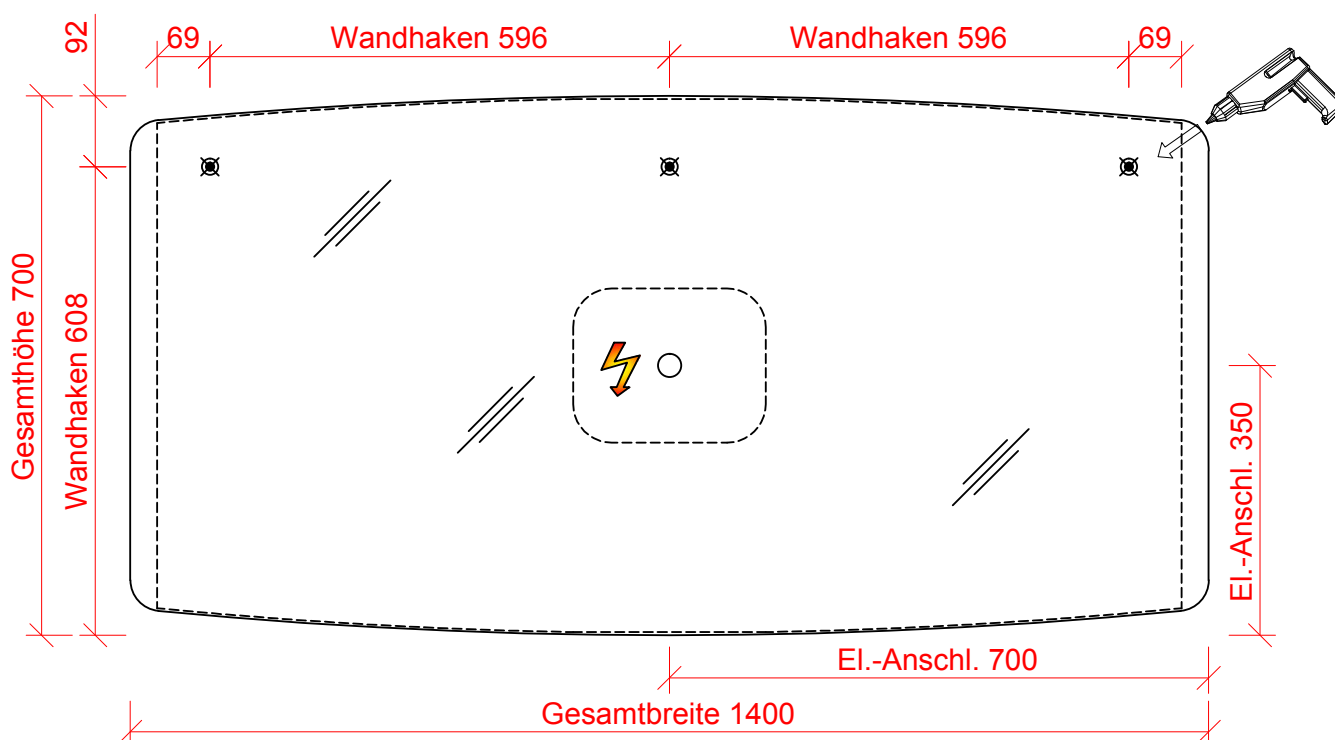 92
69
Wandhaken 596
Wandhaken 596
69
Gesamthöhe 700
Wandhaken 608
El.-Anschl. 350
El.-Anschl. 700
Gesamtbreite 1400